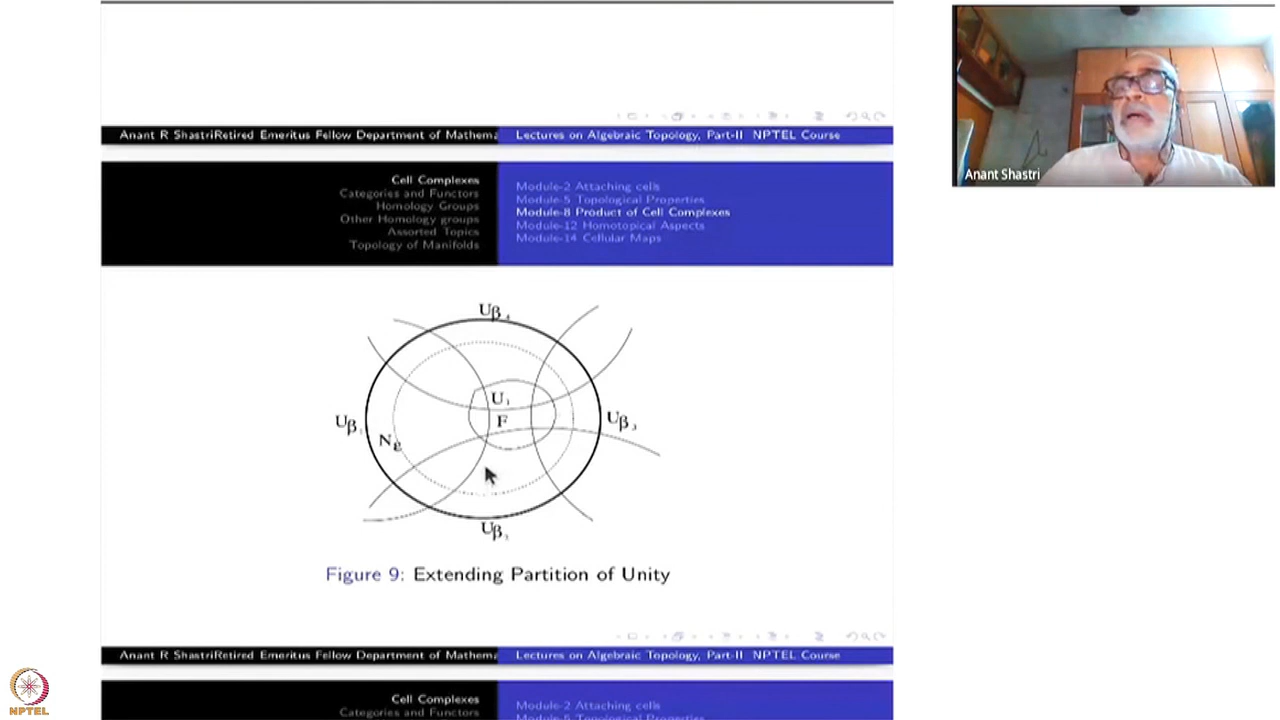 Anant R ShastriRetired Emeritus Fellow Department of Mathema
Lectures on Algebraic Topology, Part-II NPTEL Course
Cell Complexes
Categories and Functors
Homology Groups
Other Homology groups
Assorted Topics
Topology of Manifolds
Module-2 Attaching cells
Module-5 Topological Properties
Module-8 Product of Cell Complexes
Module-12 Homotopical Aspects
Module-14 Cellular Maps
Anant Shastri
Uβ₄
U₁
F
Uβ₁
Uβ₃
Nε
Uβ₂
Figure 9: Extending Partition of Unity
Anant R ShastriRetired Emeritus Fellow Department of Mathema
Lectures on Algebraic Topology, Part-II NPTEL Course
Cell Complexes
Categories and Functors
Module-2 Attaching cells
Module-5 Topological Properties
NPTEL